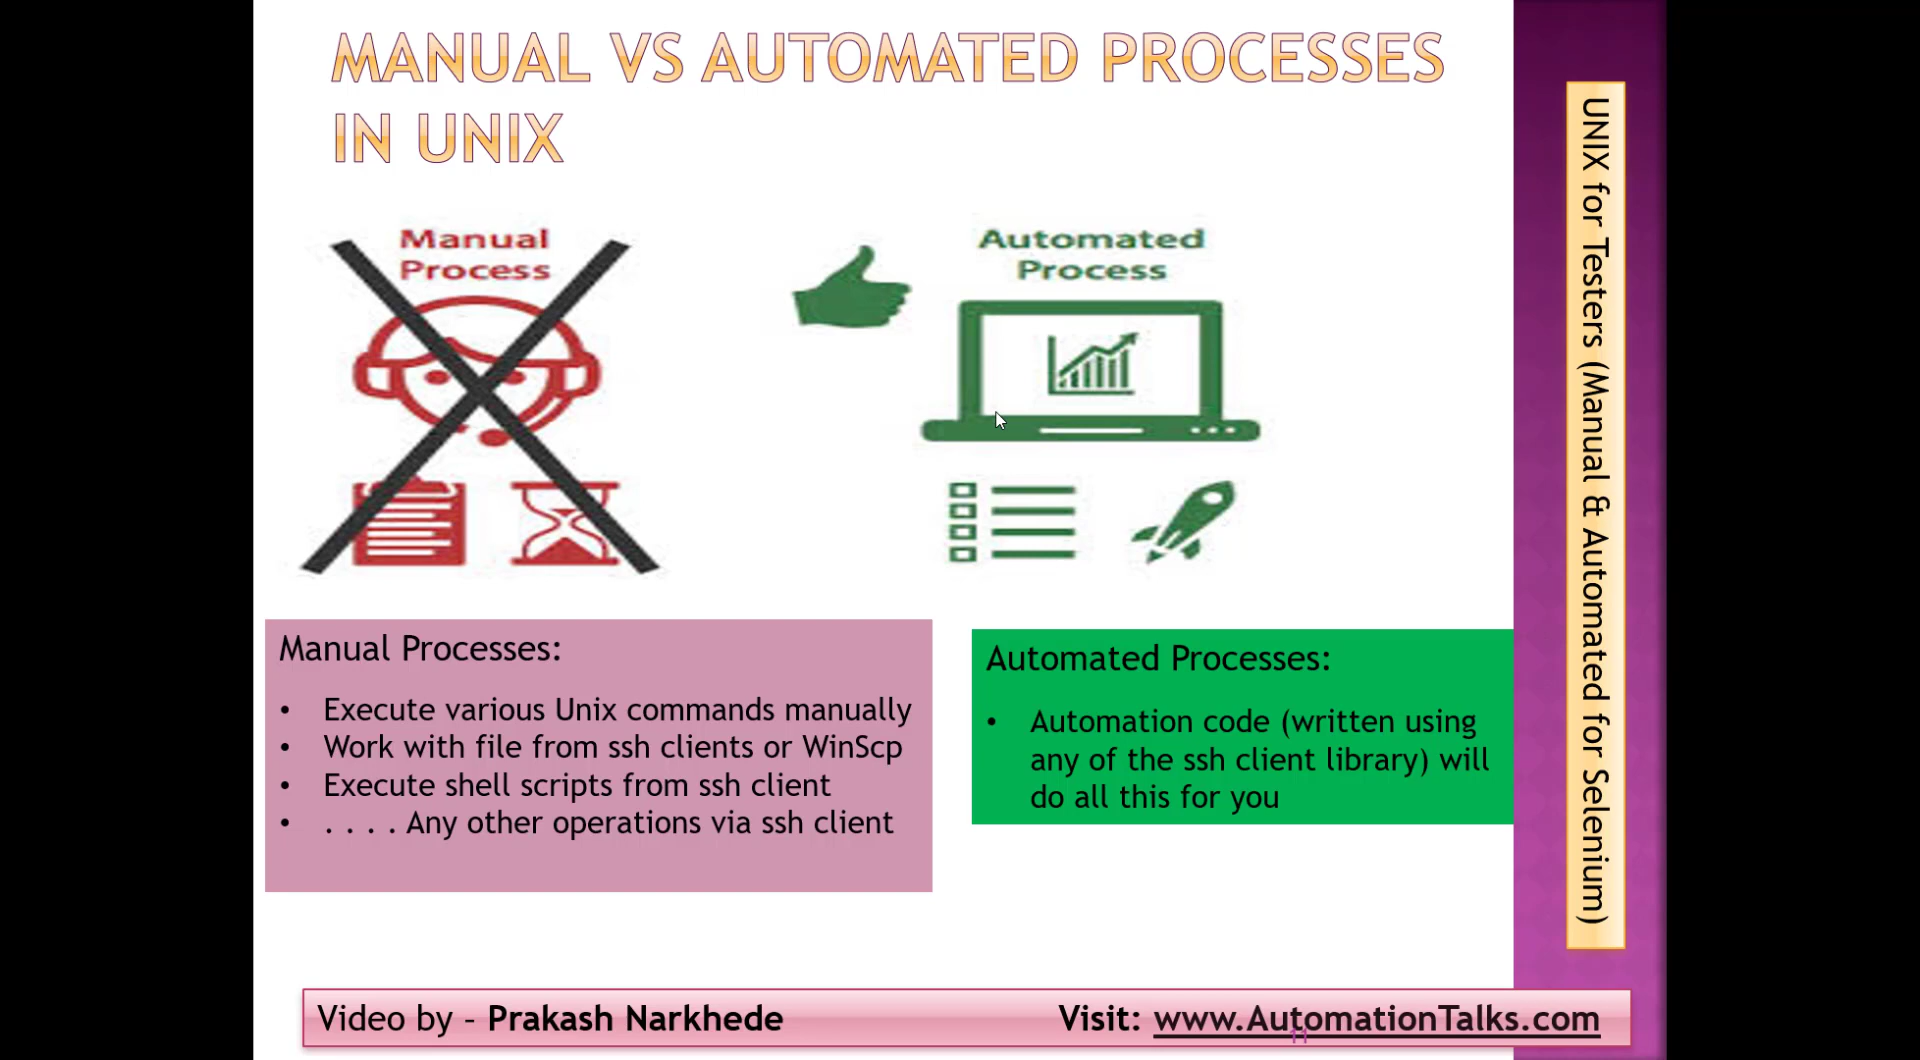 MANUAL VS AUTOMATED PROCESSES
IN UNIX
Manual
Process
Automated
Process
Manual Processes:
• Execute various Unix commands manually
• Work with file from ssh clients or WinScp
• Execute shell scripts from ssh client
• . . . . Any other operations via ssh client
Automated Processes:
• Automation code (written using
any of the ssh client library) will
do all this for you
UNIX for Testers (Manual & Automated for Selenium)
Video by - Prakash Narkhede
Visit: www.AutomationTalks.com
11